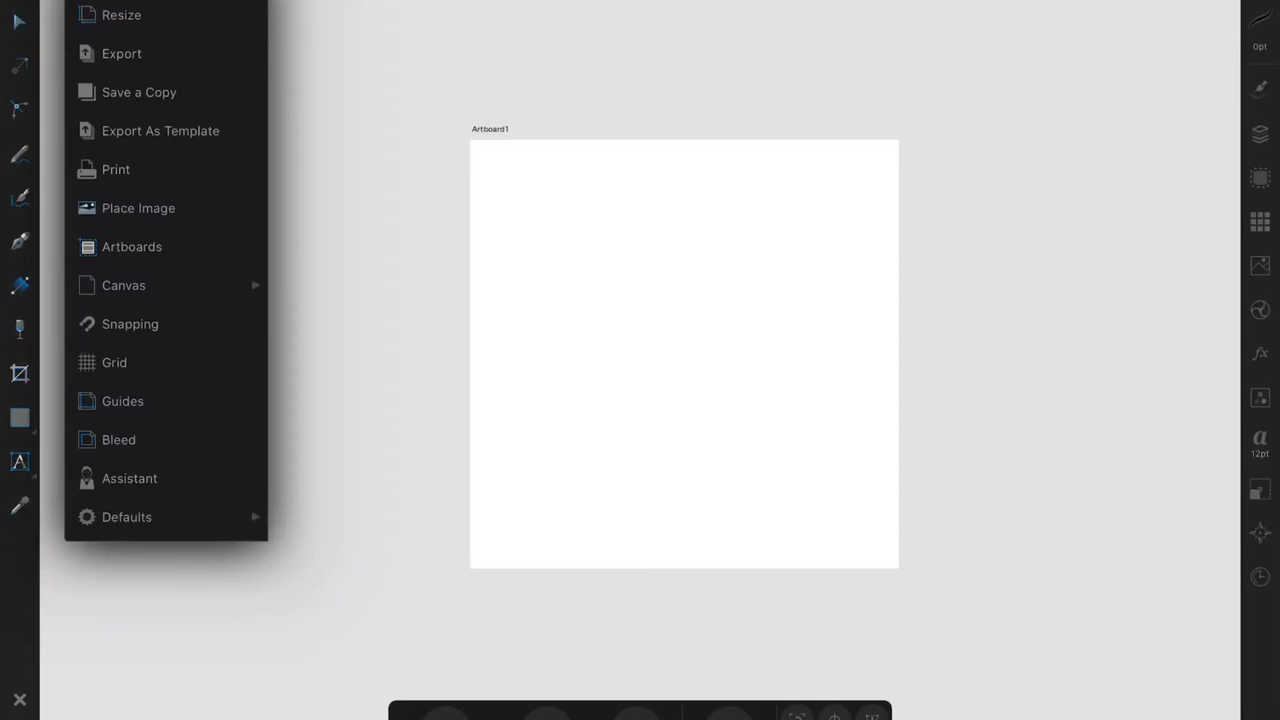 Resize
Export
Save a Copy
Export As Template
Print
Place Image
Artboards
Canvas
Snapping
Grid
Guides
Bleed
Assistant
Defaults
Artboard1
0pt
fx
a
12pt
A